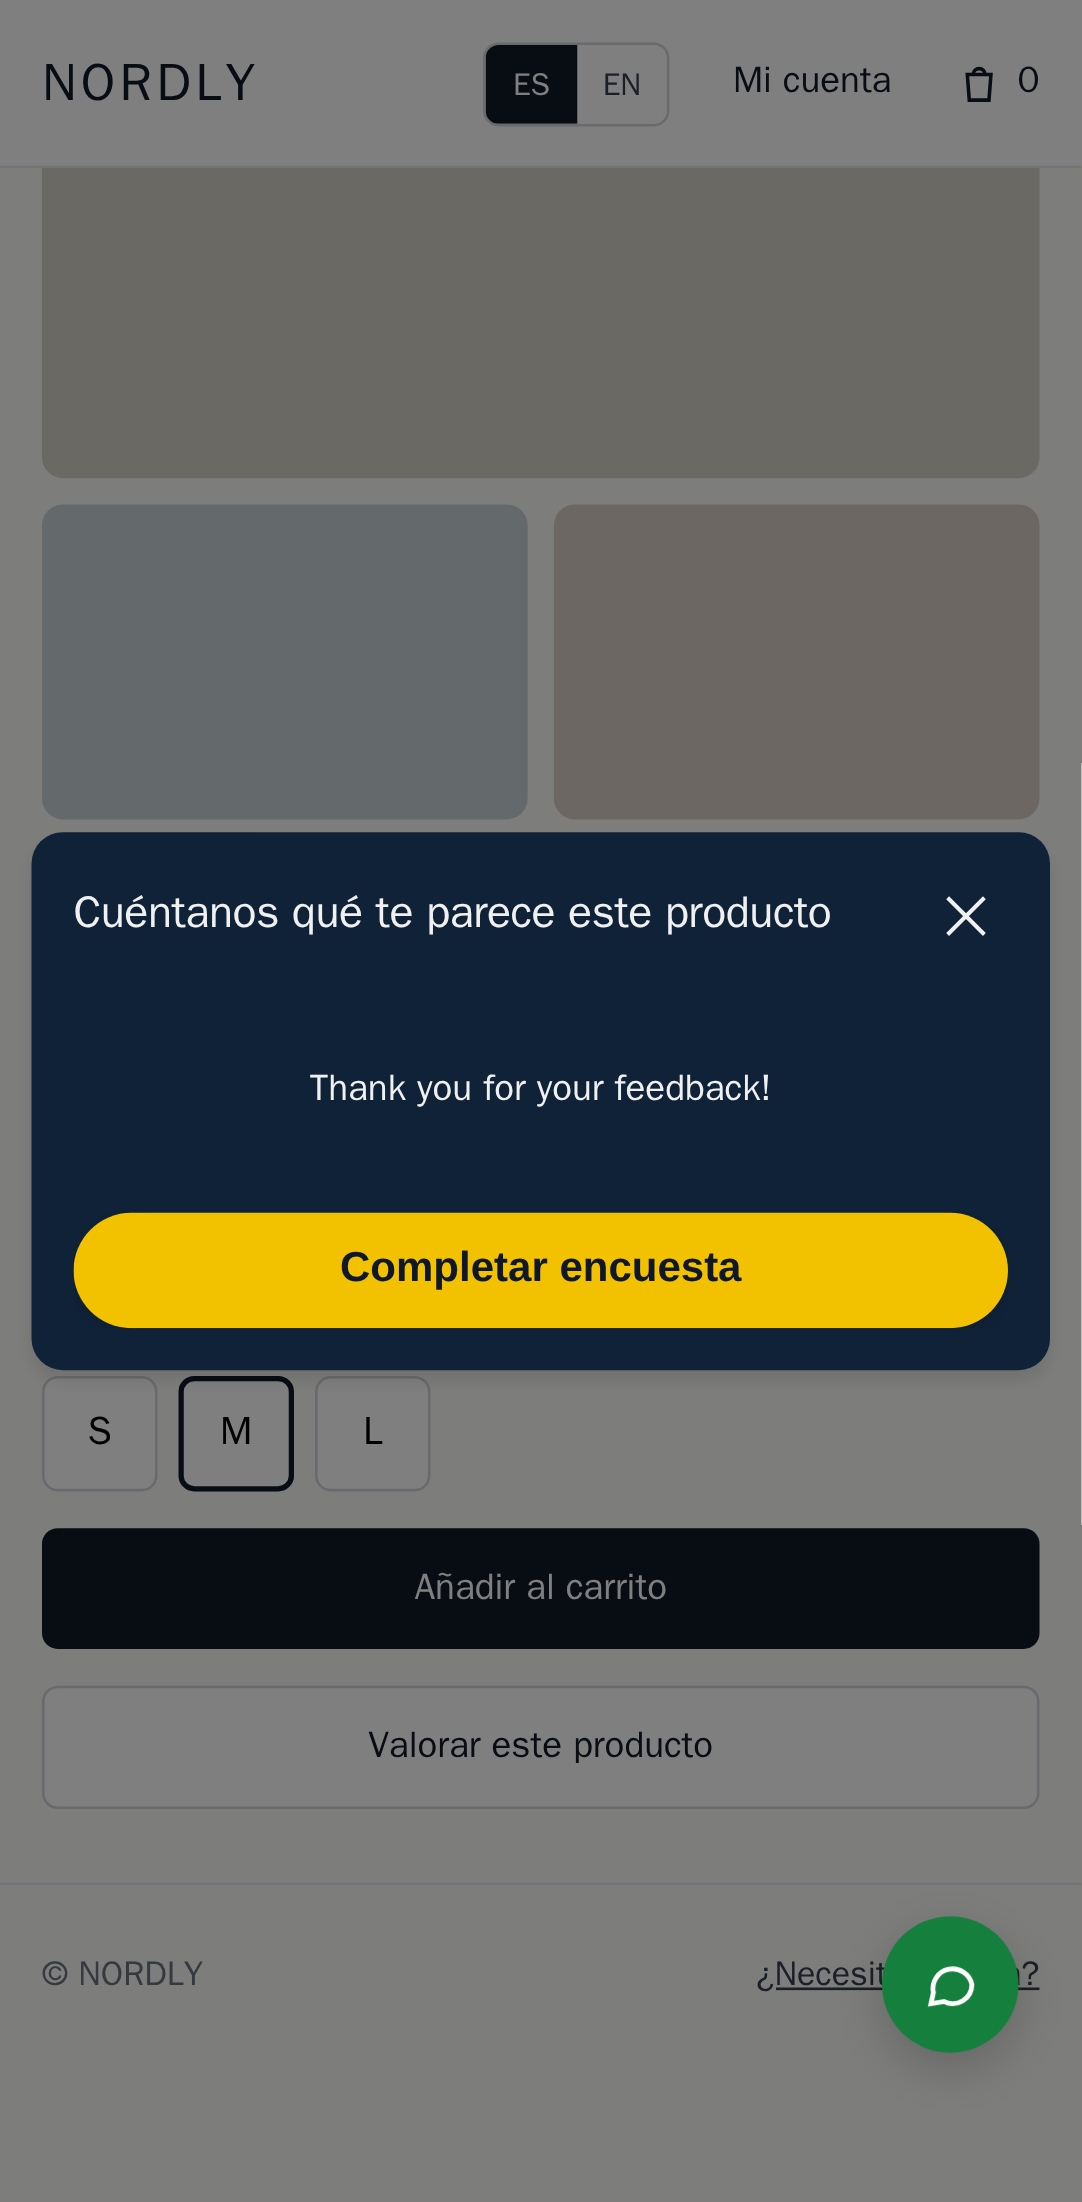 NORDLY
ES
EN
Mi cuenta
0
Cuéntanos qué te parece este producto
Thank you for your feedback!
Completar encuesta
S
M
L
Añadir al carrito
Valorar este producto
© NORDLY
?